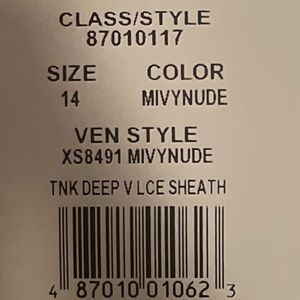 CLASS/STYLE
87010117
SIZE COLOR
14 MIVYNUDE
VEN STYLE
XS8491 MIVYNUDE
TNK DEEP V LCE SHEATH
4 87010 01062 3